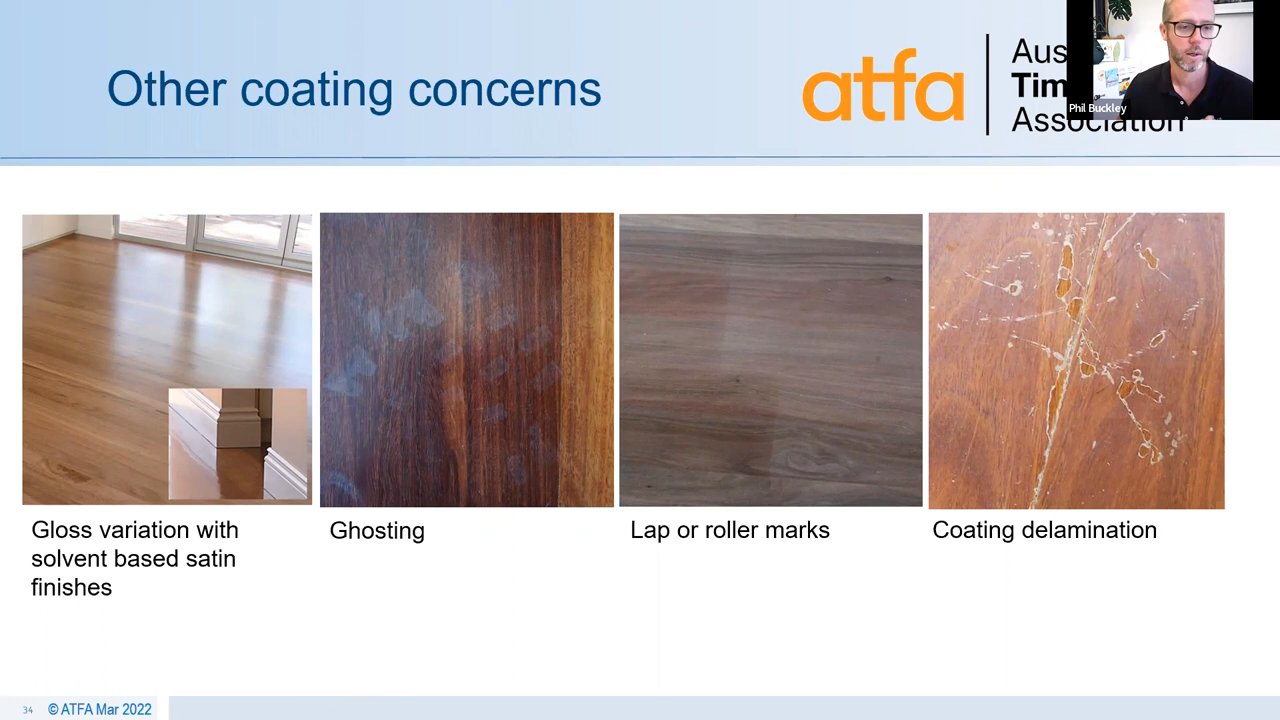 Other coating concerns
atfa
Aus
Tim
Association
Phil Buckley
Gloss variation with
solvent based satin
finishes
Ghosting
Lap or roller marks
Coating delamination
34
© ATFA Mar 2022